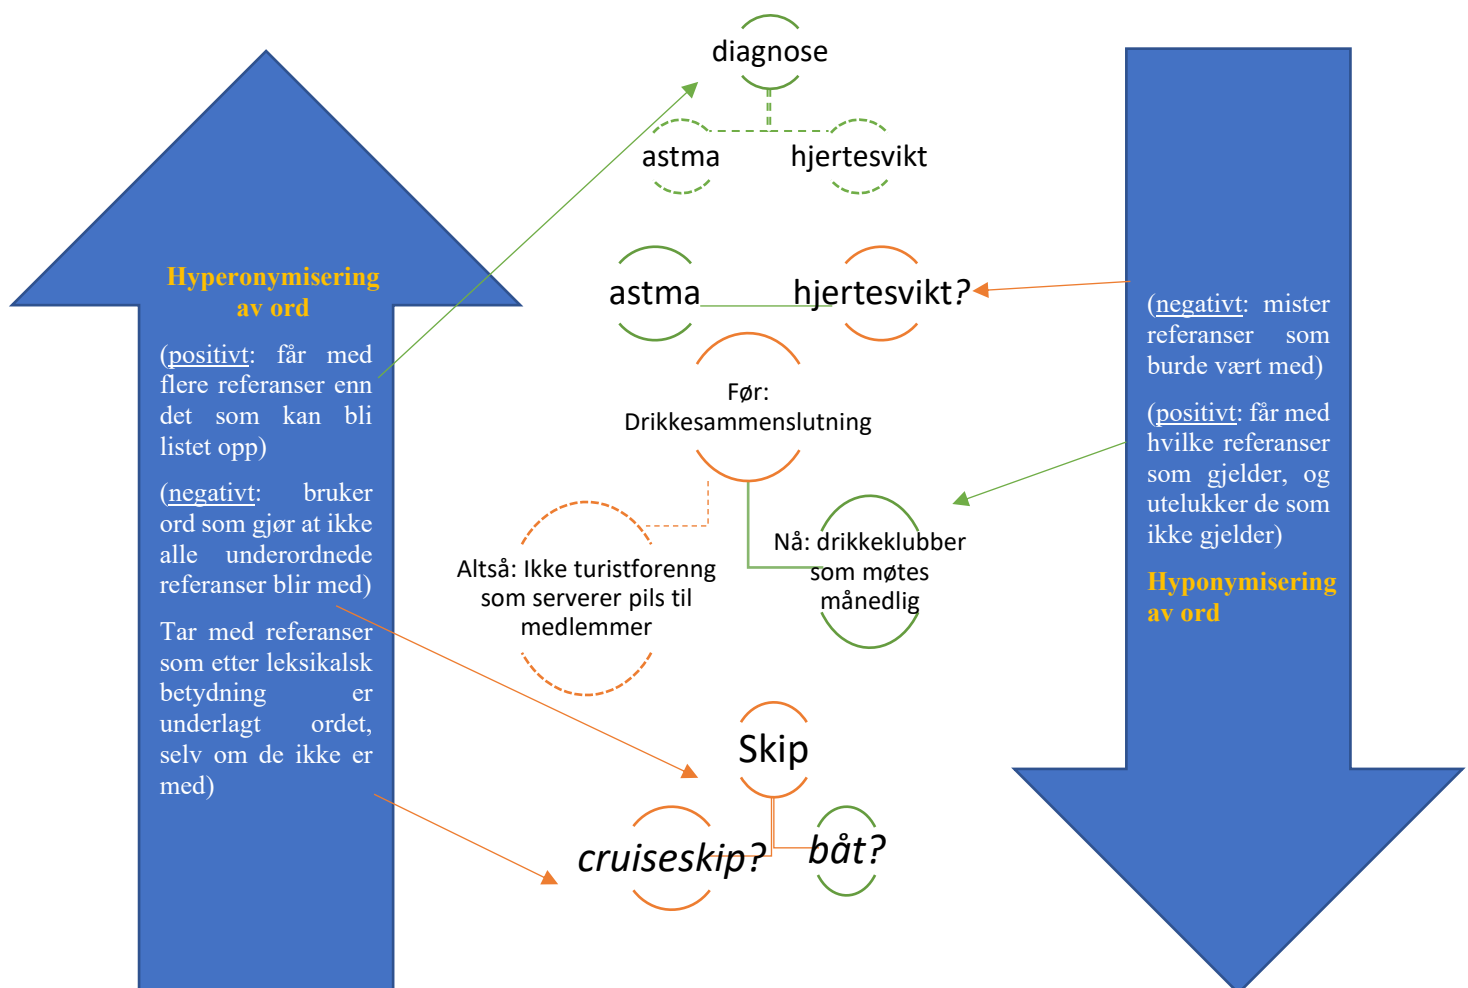 Hyperonymisering
av ord
(positivt: får med
flere referanser enn
det som kan bli
listet opp)
(negativt: bruker
ord som gjør at ikke
alle underordnede
referanser blir med)
Tar med referanser
som etter leksikalsk
betydning er
underlagt ordet,
selv om de ikke er
med)
diagnose
astma
hjertesvikt
astma
hjertesvikt?
Før:
Drikkesammenslutning
Altså: Ikke turistforenng
som serverer pils til
medlemmer
Nå: drikkeklubber
som møtes
månedlig
Skip
cruiseskip?
båt?
(negativt: mister
referanser som
burde vært med)
(positivt: får med
hvilke referanser
som gjelder, og
utelukker de som
ikke gjelder)
Hyponymisering
av ord